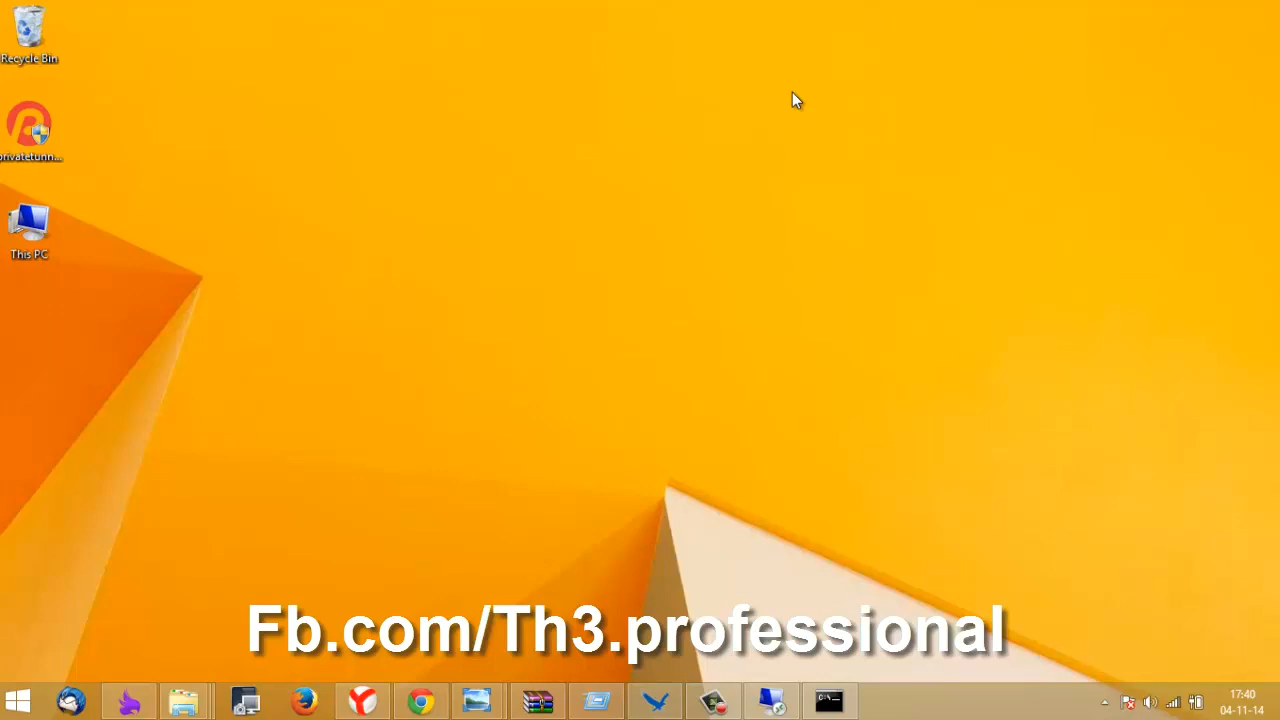 Recycle Bin
privatetunn...
This PC
Fb.com/Th3.professional
17:40
04-11-14